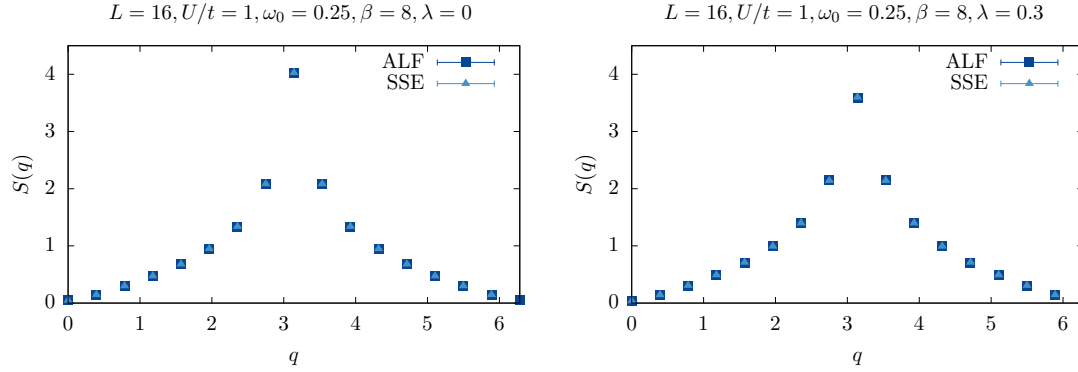 L = 16, U/t = 1, ω₀ = 0.25, β = 8, λ = 0
ALF
SSE
S(q)
4
3
2
1
0
0 1 2 3 4 5 6
q
L = 16, U/t = 1, ω₀ = 0.25, β = 8, λ = 0.3
ALF
SSE
S(q)
4
3
2
1
0
0 1 2 3 4 5 6
q